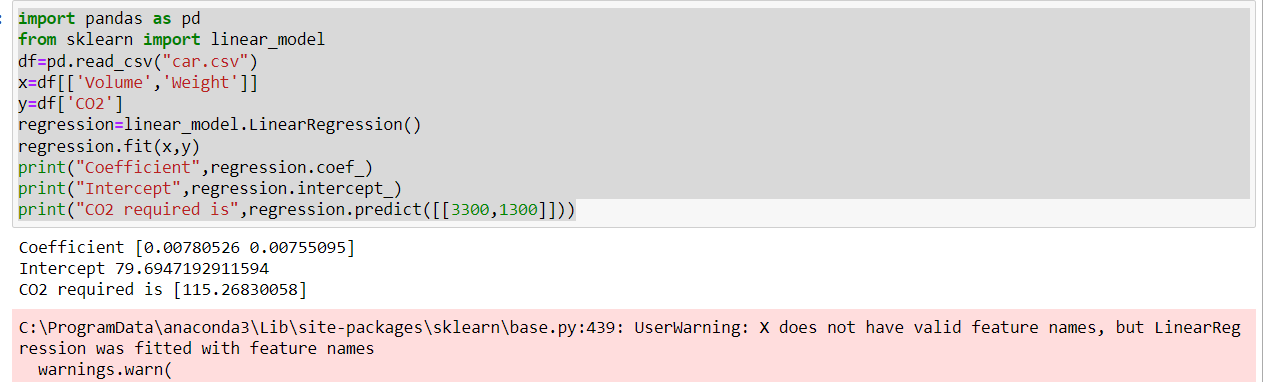 import pandas as pd
from sklearn import linear_model
df=pd.read_csv("car.csv")
x=df[['Volume','Weight']]
y=df['CO2']
regression=linear_model.LinearRegression()
regression.fit(x,y)
print("Coefficient",regression.coef_)
print("Intercept",regression.intercept_)
print("CO2 required is",regression.predict([[3300,1300]]))
Coefficient [0.00780526 0.00755095]
Intercept 79.6947192911594
CO2 required is [115.26830058]
C:\ProgramData\anaconda3\Lib\site-packages\sklearn\base.py:439: UserWarning: X does not have valid feature names, but LinearReg
ression was fitted with feature names
  warnings.warn(